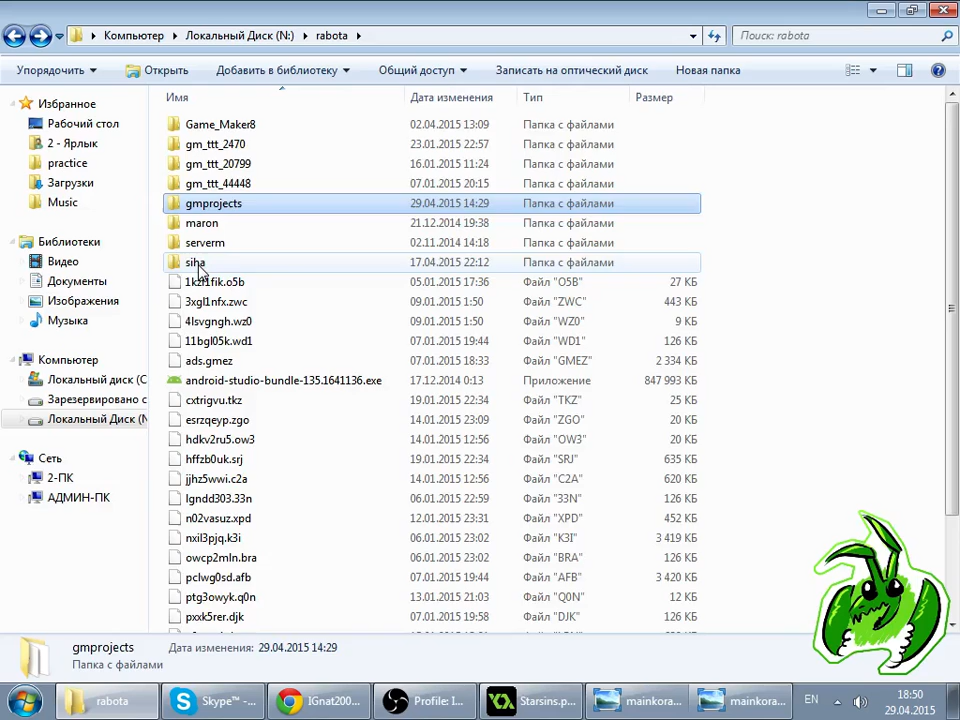 Компьютер
Локальный Диск (N:)
rabota
Поиск: rabota
Упорядочить
Открыть
Добавить в библиотеку
Общий доступ
Записать на оптический диск
Новая папка
Избранное
Рабочий стол
2 - Ярлык
practice
Загрузки
Music
Библиотеки
Видео
Документы
Изображения
Музыка
Компьютер
Локальный диск (C
Зарезервировано с
Локальный Диск (N
Сеть
2-ПК
АДМИН-ПК
Имя Дата изменения Тип Размер
Game_Maker8 02.04.2015 13:09 Папка с файлами
gm_ttt_2470 23.01.2015 22:57 Папка с файлами
gm_ttt_20799 16.01.2015 11:24 Папка с файлами
gm_ttt_44448 07.01.2015 20:15 Папка с файлами
gmprojects 29.04.2015 14:29 Папка с файлами
maron 21.12.2014 19:38 Папка с файлами
serverm 02.11.2014 14:18 Папка с файлами
siha 17.04.2015 22:12 Папка с файлами
05.01.2015 17:36 Файл "O5B" 27 КБ
3xgl1nfx.zwc 09.01.2015 1:50 Файл "ZWC" 443 КБ
4lsvgngh.wz0 09.01.2015 1:50 Файл "WZ0" 9 КБ
11bgl05k.wd1 07.01.2015 19:44 Файл "WD1" 126 КБ
ads.gmez 07.01.2015 18:33 Файл "GMEZ" 2 334 КБ
android-studio-bundle-135.1641136.exe 17.12.2014 0:13 Приложение 847 993 КБ
cxtrigvu.tkz 19.01.2015 22:34 Файл "TKZ" 25 КБ
esrzqeyp.zgo 14.01.2015 23:09 Файл "ZGO" 20 КБ
hdkv2ru5.ow3 14.01.2015 12:56 Файл "OW3" 20 КБ
hffzb0uk.srj 19.01.2015 22:34 Файл "SRJ" 635 КБ
jjhz5wwi.c2a 14.01.2015 12:56 Файл "C2A" 620 КБ
lgndd303.33n 06.01.2015 22:59 Файл "33N" 126 КБ
n02vasuz.xpd 12.01.2015 23:31 Файл "XPD" 452 КБ
nxil3pjq.k3i 06.01.2015 23:02 Файл "K3I" 3 419 КБ
owcp2mln.bra 06.01.2015 23:02 Файл "BRA" 126 КБ
pclwg0sd.afb 07.01.2015 19:44 Файл "AFB" 3 420 КБ
ptg3owyk.q0n 13.01.2015 21:03 Файл "Q0N" 12 КБ
pxxk5rer.djk 07.01.2015 19:58 Файл "DJK" 126 КБ
gmprojects Дата изменения: 29.04.2015 14:29
Папка с файлами
rabota
Skype™ -...
IGnat200...
Profile: I...
Starsins.p...
mainkora...
mainkora...
EN
18:50
29.04.2015